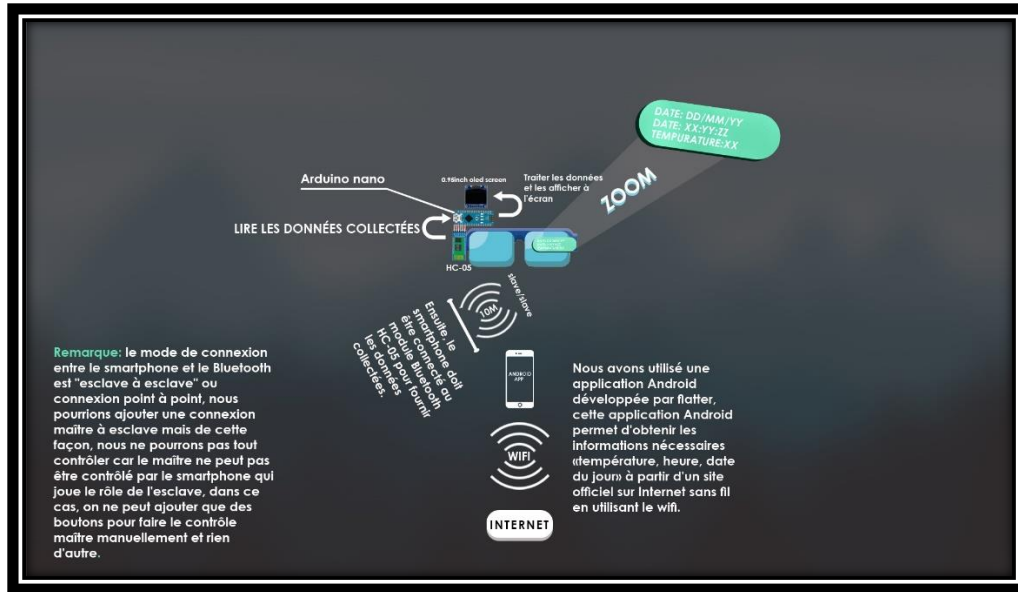 DATE: DD/MM/YY
DATE: XX:YY:ZZ
TEMPURATURE:XX
ZOOM
Arduino nano
0.95inch oled screen
Traiter les données
et les afficher à
l'écran
LIRE LES DONNÉES COLLECTÉES
HC-05
slave/slave
10M
Ensuite, le
smartphone doit
être connecté au
module Bluetooth
HC-05 pour fournir
les données
collectées.
ANDROID
APP
WIFI
INTERNET
Remarque: le mode de connexion
entre le smartphone et le Bluetooth
est "esclave à esclave" ou
connexion point à point, nous
pourrions ajouter une connexion
maître à esclave mais de cette
façon, nous ne pourrons pas tout
contrôler car le maître ne peut pas
être contrôlé par le smartphone qui
joue le rôle de l'esclave, dans ce
cas, on ne peut ajouter que des
boutons pour faire le contrôle
maître manuellement et rien
d'autre.
Nous avons utilisé une
application Android
développée par flatter,
cette application Android
permet d'obtenir les
informations nécessaires
«température, heure, date
du jour» à partir d'un site
officiel sur Internet sans fil
en utilisant le wifi.